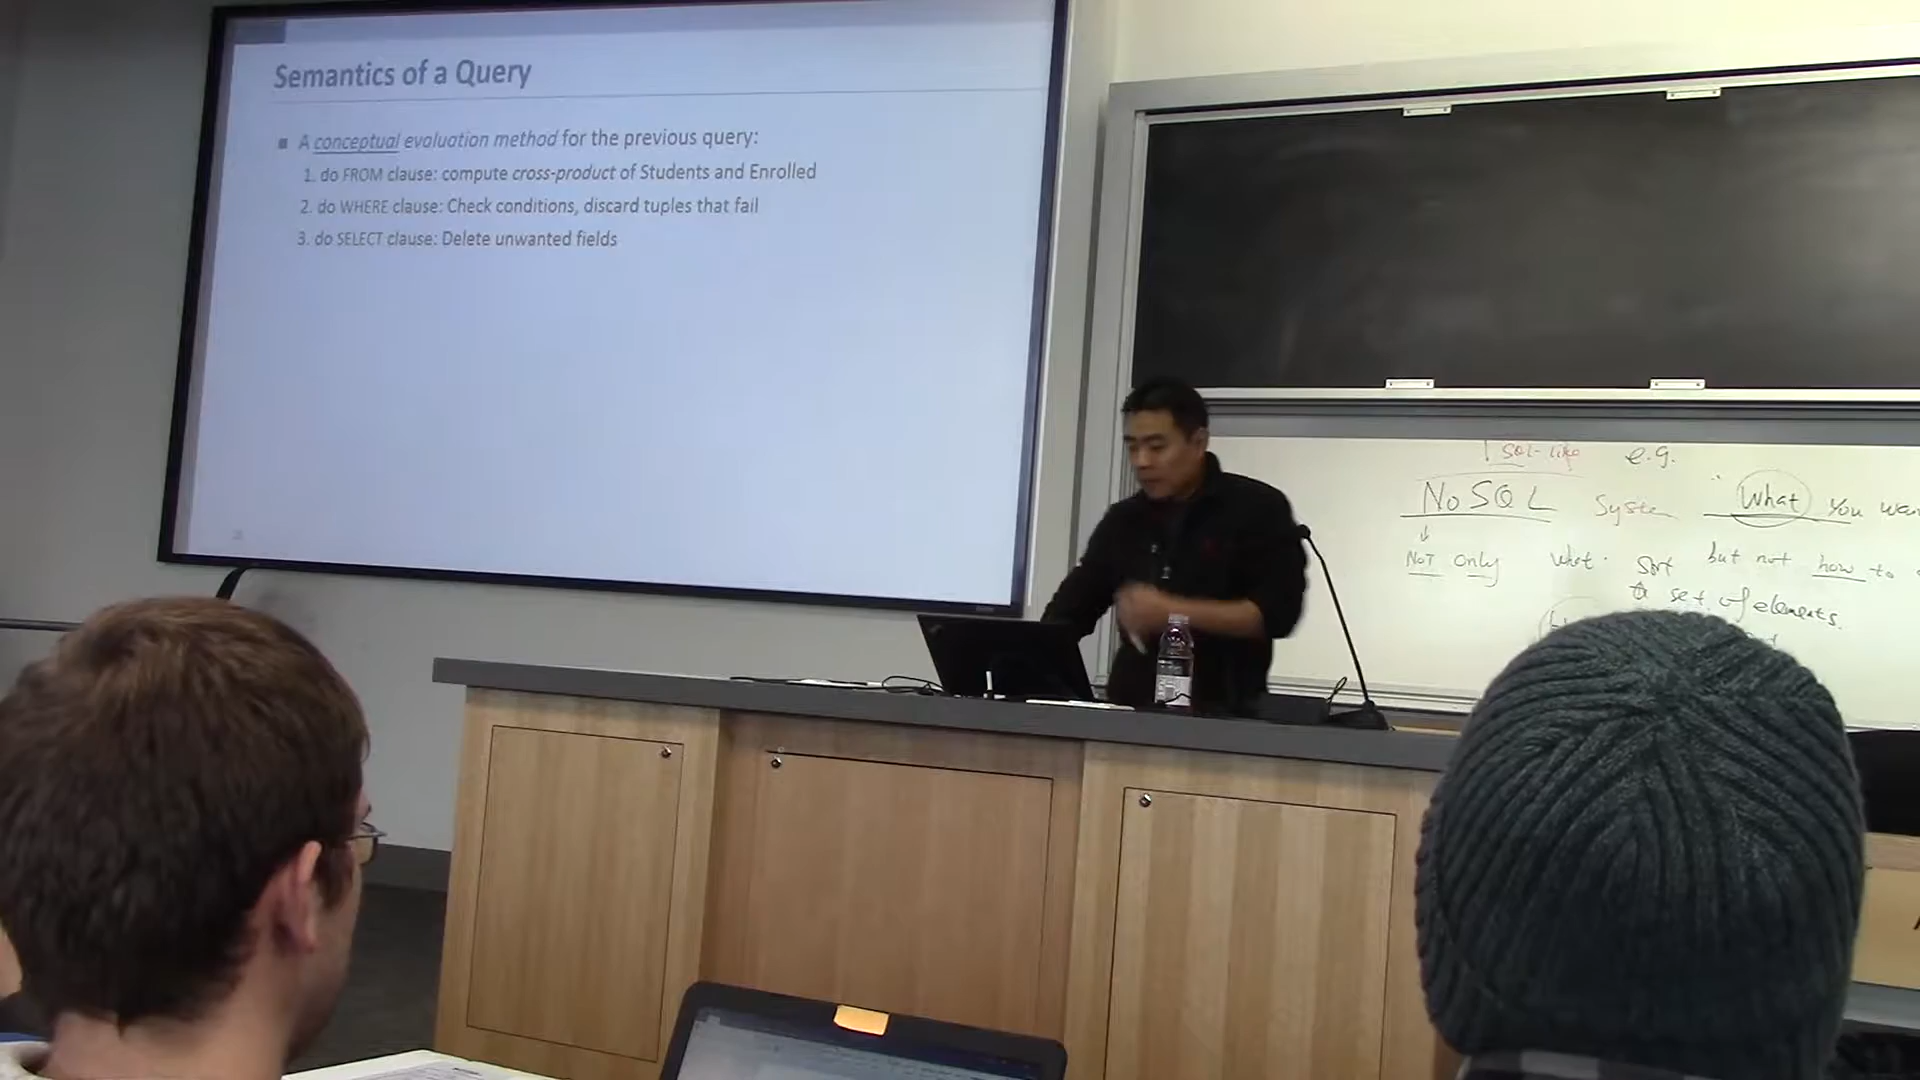 Semantics of a Query
A conceptual evaluation method for the previous query:
1. do FROM clause: compute cross-product of Students and Enrolled
2. do WHERE clause: Check conditions, discard tuples that fail
3. do SELECT clause: Delete unwanted fields
SQL-like e.g.
NoSQL System "What You
NOT Only What. Sort but not how to
a set of elements.